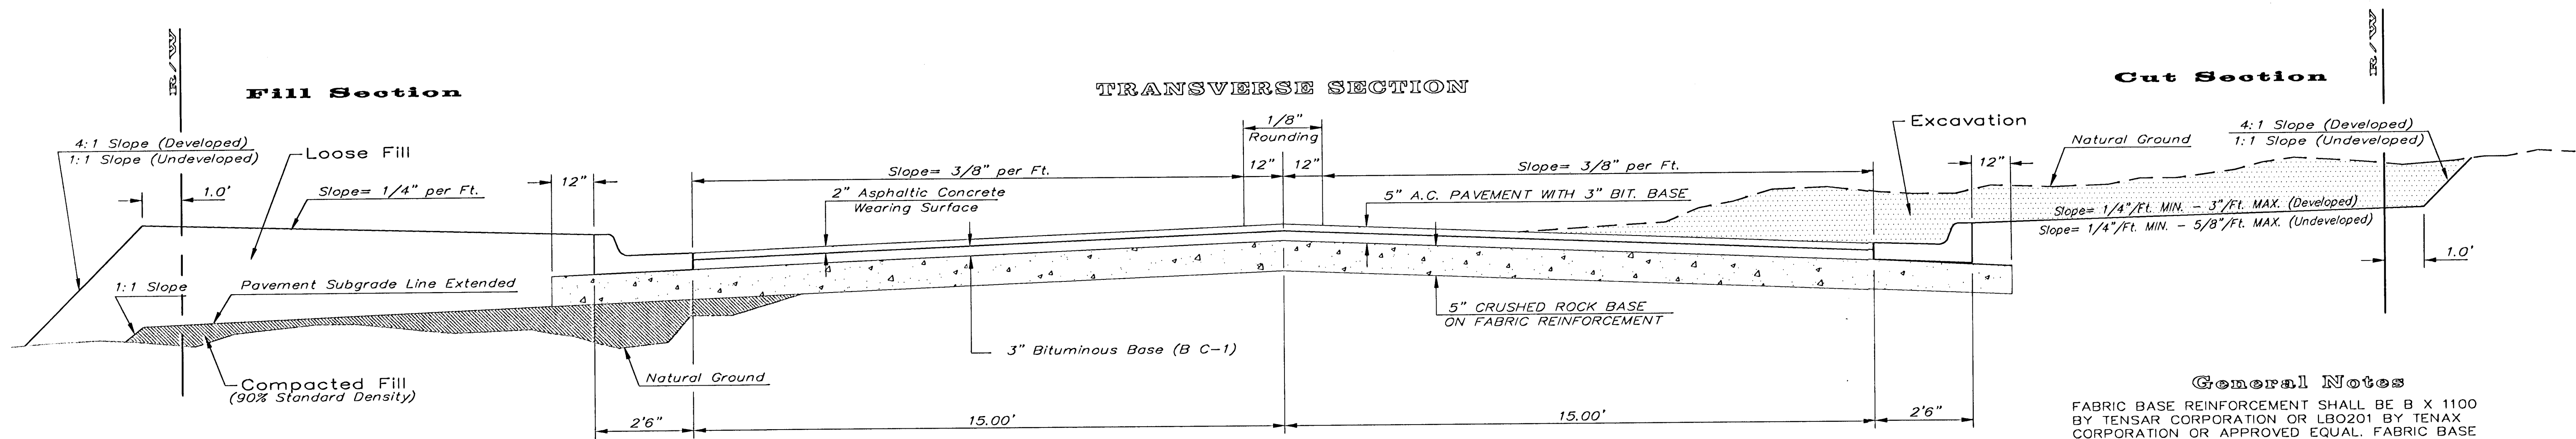 R/W
Fill Section
TRANSVERSE SECTION
Cut Section
R/W
4:1 Slope (Developed)
1:1 Slope (Undeveloped)
Loose Fill
1.0'
Slope= 1/4" per Ft.
12"
Slope= 3/8" per Ft.
2" Asphaltic Concrete
Wearing Surface
1/8"
Rounding
12"
12"
Slope= 3/8" per Ft.
5" A.C. PAVEMENT WITH 3" BIT. BASE
Excavation
12"
Natural Ground
4:1 Slope (Developed)
1:1 Slope (Undeveloped)
Slope= 1/4"/Ft. MIN. - 3"/Ft. MAX. (Developed)
Slope= 1/4"/Ft. MIN. - 5/8"/Ft. MAX. (Undeveloped)
1.0'
1:1 Slope
Pavement Subgrade Line Extended
5" CRUSHED ROCK BASE
ON FABRIC REINFORCEMENT
3" Bituminous Base (B C-1)
Natural Ground
Compacted Fill
(90% Standard Density)
2'6"
15.00'
15.00'
2'6"
General Notes
FABRIC BASE REINFORCEMENT SHALL BE B X 1100
BY TENSAR CORPORATION OR LBO201 BY TENAX
CORPORATION OR APPROVED EQUAL. FABRIC BASE